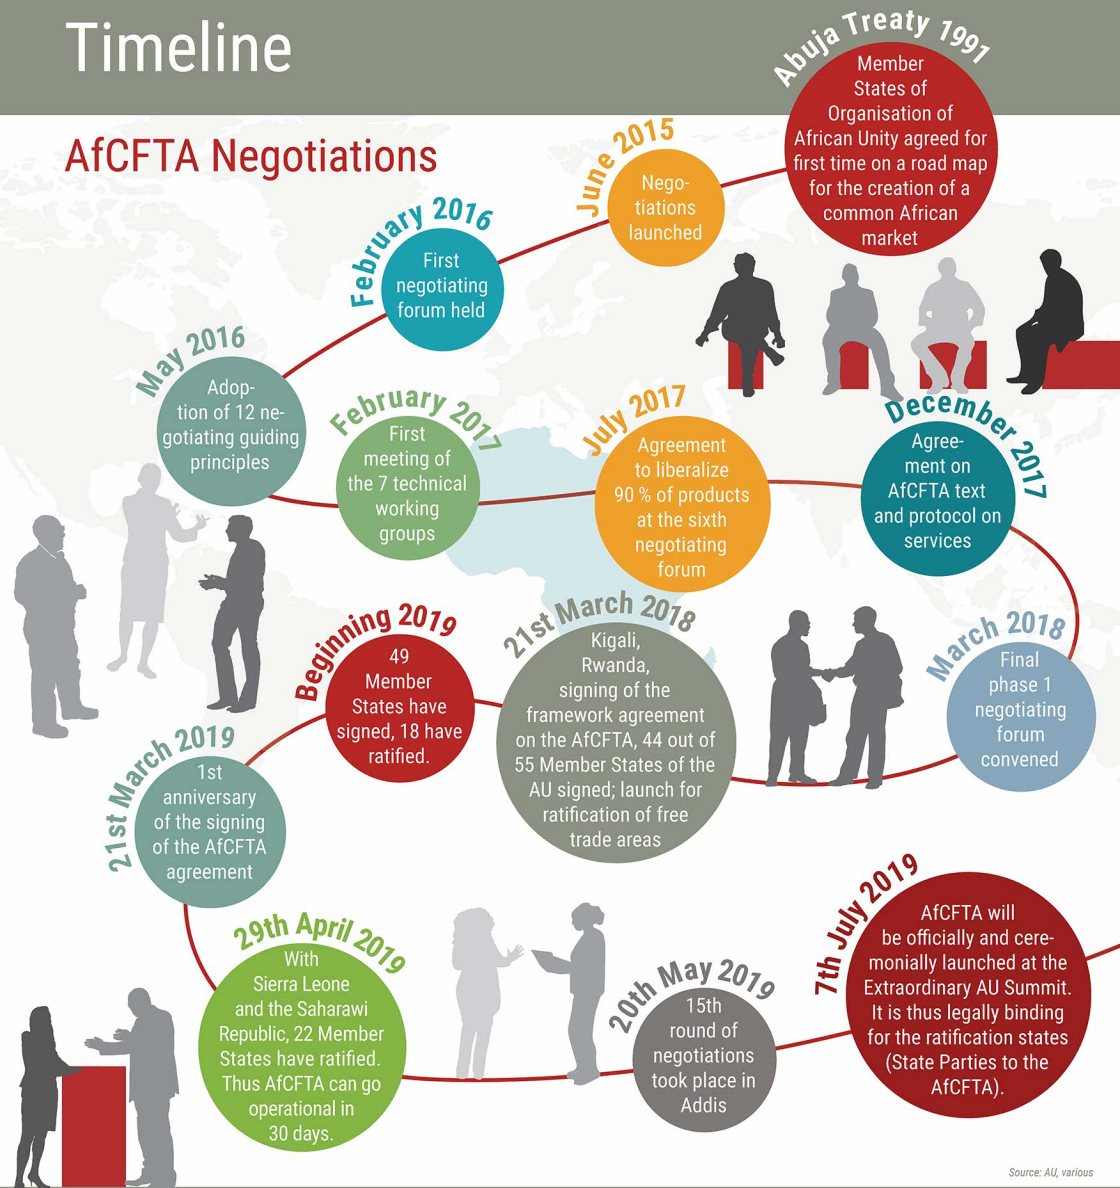 Timeline
AfCFTA Negotiations
Abuja Treaty 1991
Member
States of
Organisation of
African Unity agreed for
first time on a road map
for the creation of a
common African
market
June 2015
Nego-
tiations
launched
February 2016
First
negotiating
forum held
May 2016
Adop-
tion of 12 ne-
gotiating guiding
principles
February 2017
First
meeting of
the 7 technical
working
groups
July 2017
Agreement
to liberalize
90 % of products
at the sixth
negotiating
forum
December 2017
Agree-
ment on
AfCFTA text
and protocol on
services
March 2018
Final
phase 1
negotiating
forum
convened
21st March 2018
Kigali,
Rwanda,
signing of the
framework agreement
on the AfCFTA, 44 out of
55 Member States of the
AU signed; launch for
ratification of free
trade areas
Beginning 2019
49
Member
States have
signed, 18 have
ratified.
21st March 2019
1st
anniversary
of the signing
of the AfCFTA
agreement
29th April 2019
With
Sierra Leone
and the Saharawi
Republic, 22 Member
States have ratified.
Thus AfCFTA can go
operational in
30 days.
20th May 2019
15th
round of
negotiations
took place in
Addis
7th July 2019
AfCFTA will
be officially and cere-
monially launched at the
Extraordinary AU Summit.
It is thus legally binding
for the ratification states
(State Parties to the
AfCFTA).
Source: AU, various